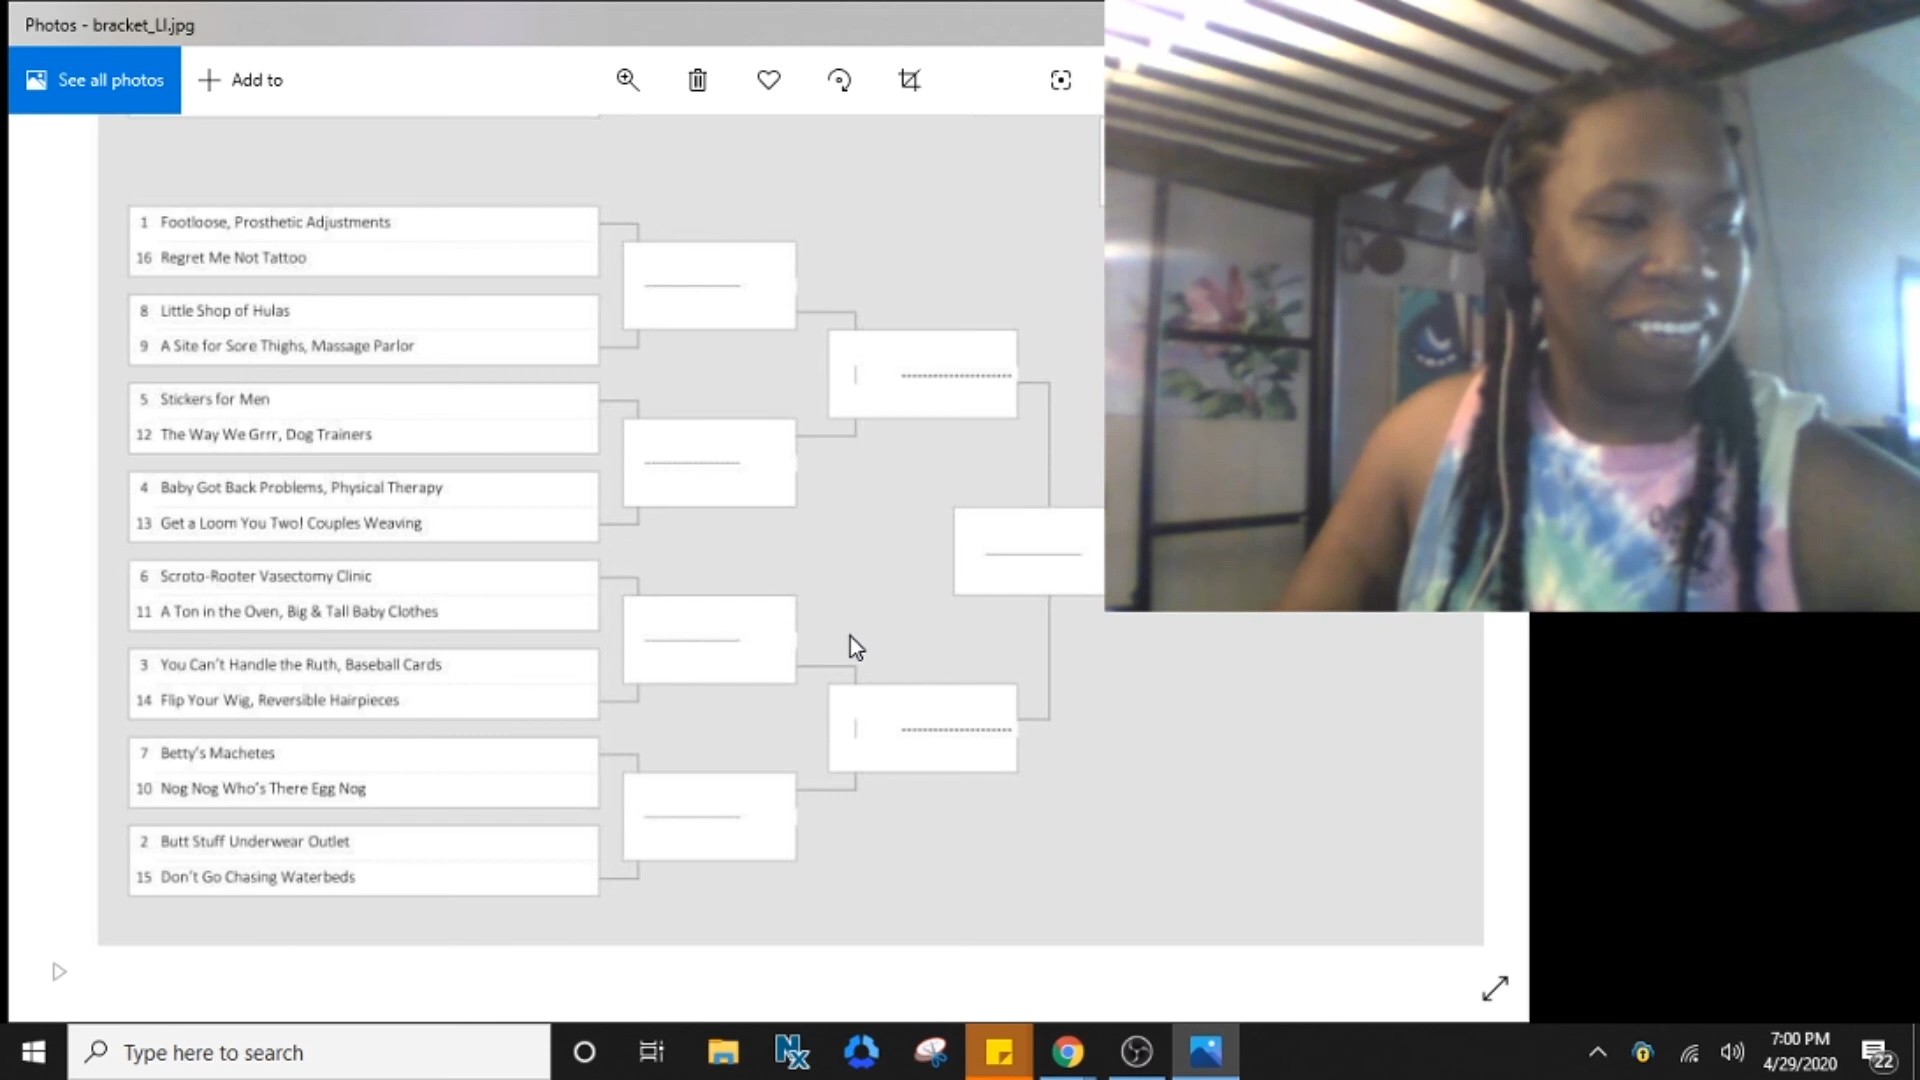 Photos - bracket_LI.jpg
See all photos
Add to
1 Footloose, Prosthetic Adjustments
16 Regret Me Not Tattoo
8 Little Shop of Hulas
9 A Site for Sore Thighs, Massage Parlor
5 Stickers for Men
12 The Way We Grrr, Dog Trainers
4 Baby Got Back Problems, Physical Therapy
13 Get a Loom You Two! Couples Weaving
6 Scroto-Rooter Vasectomy Clinic
11 A Ton in the Oven, Big & Tall Baby Clothes
3 You Can't Handle the Ruth, Baseball Cards
14 Flip Your Wig, Reversible Hairpieces
7 Betty's Machetes
10 Nog Nog Who's There Egg Nog
2 Butt Stuff Underwear Outlet
15 Don't Go Chasing Waterbeds
Type here to search
Nx
7:00 PM
4/29/2020
22